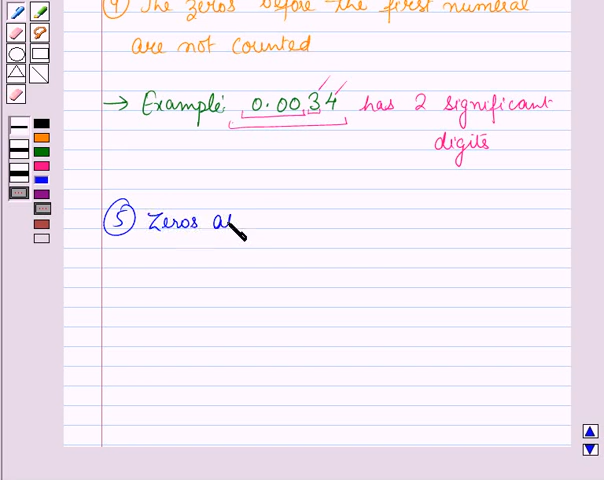 ④ The zeros before the first numeral
are not counted
→ Example: 0.0034 has 2 significant
digits
⑤ Zeros